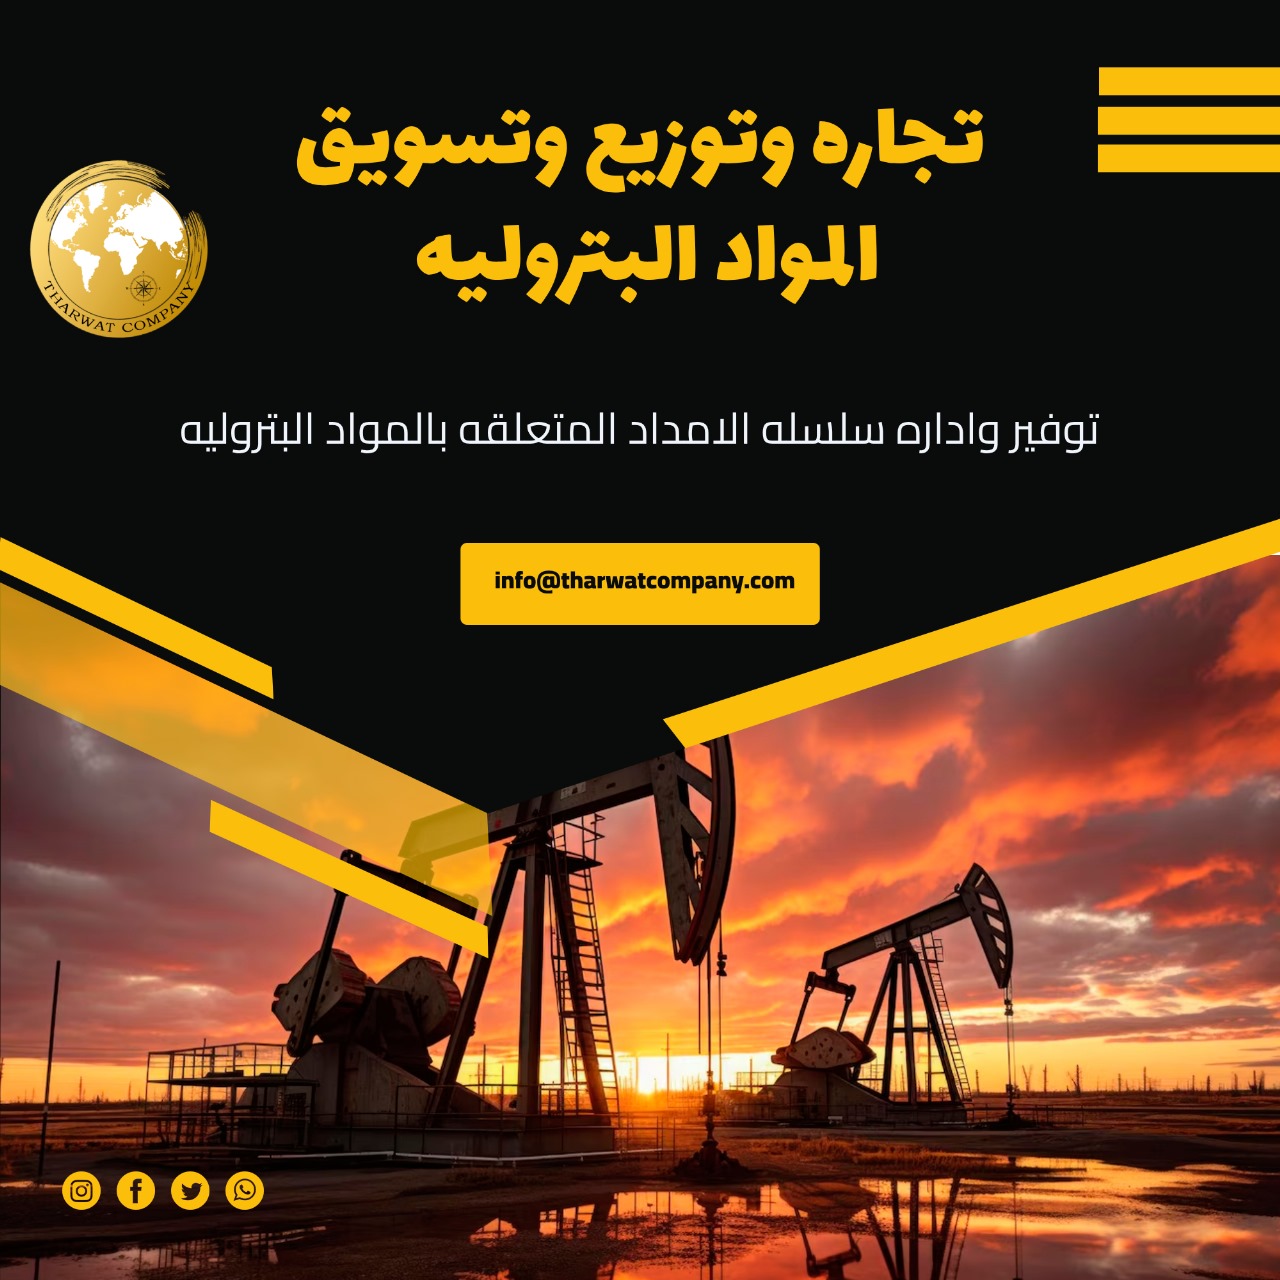 تجاره وتوزيع وتسويق
المواد البتروليه
THARWAT COMPANY
توفير واداره سلسله الامداد المتعلقه بالمواد البتروليه
info@tharwatcompany.com